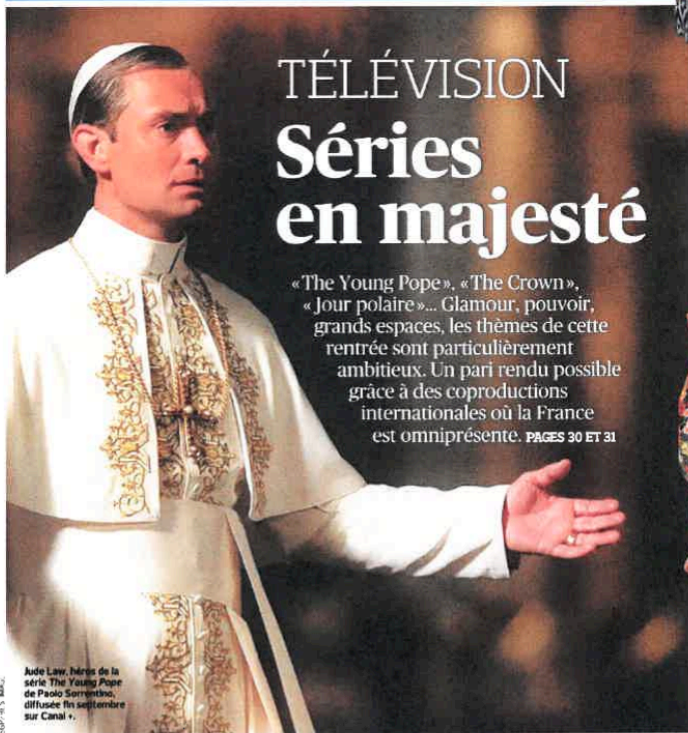 TÉLÉVISION
Séries
en majesté
«The Young Pope», «The Crown»,
«Jour polaire»... Glamour, pouvoir,
grands espaces, les thèmes de cette
rentrée sont particulièrement
ambitieux. Un pari rendu possible
grâce à des coproductions
internationales où la France
est omniprésente. PAGES 30 ET 31
Jude Law, héros de la
série The Young Pope
de Paolo Sorrentino,
diffusée fin septembre
sur Canal +.